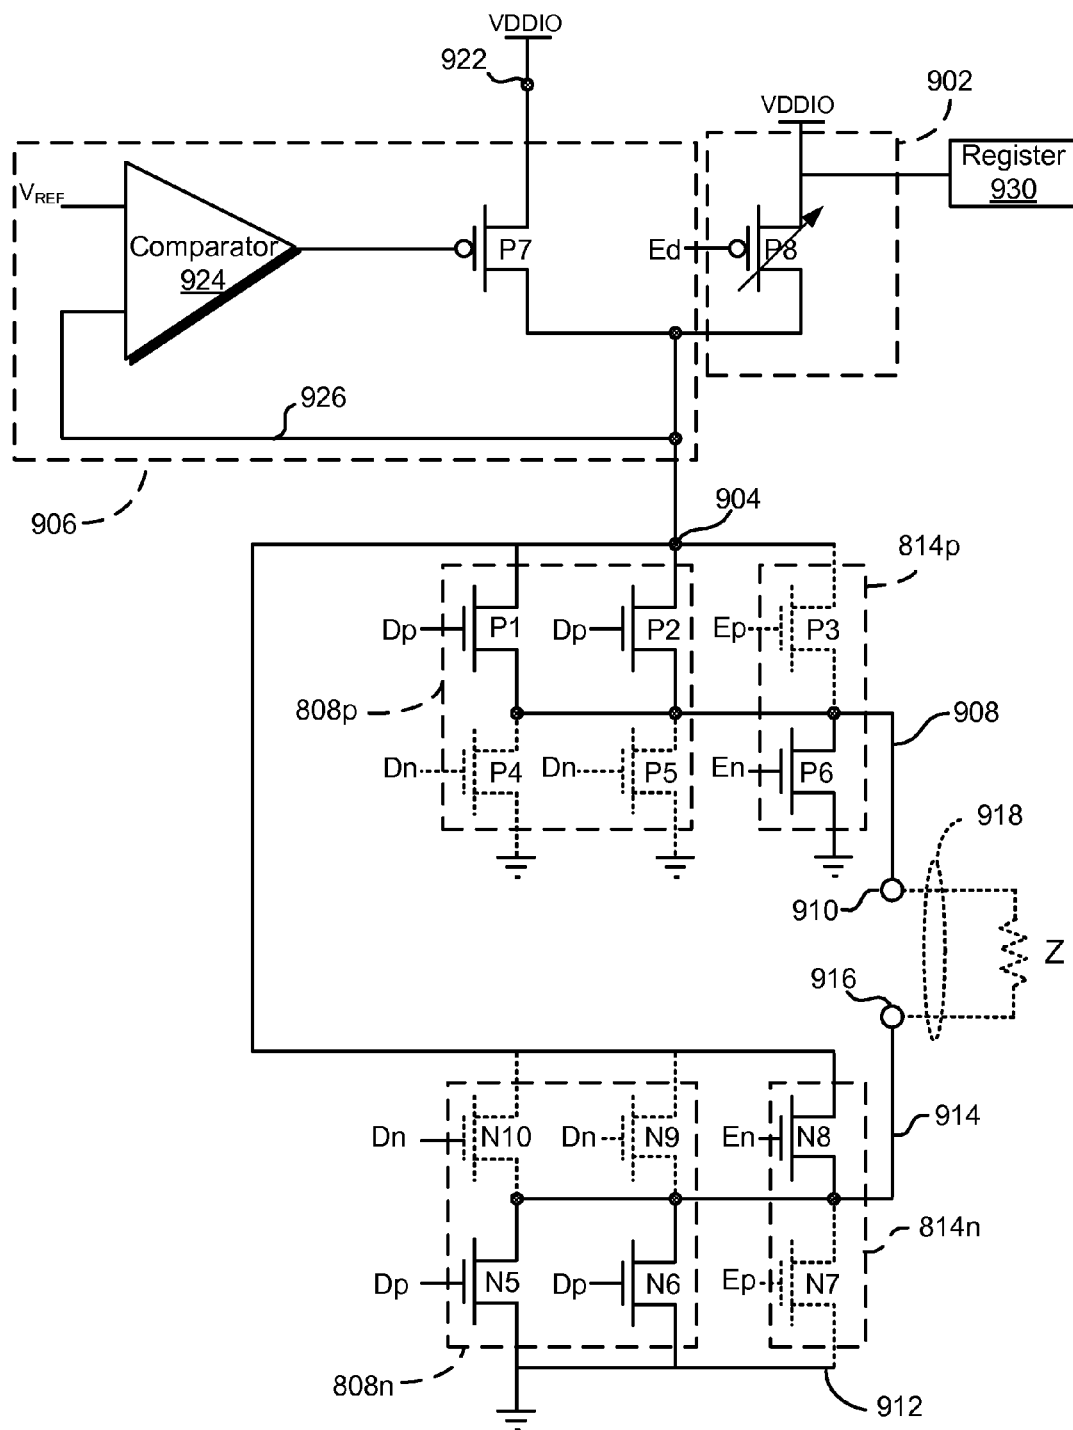 VDDIO
922
902
VDDIO
Register
930
VREF
Comparator
924
P7
Ed
P8
926
906
904
814p
Dp
P1
Dp
P2
Ep
P3
808p
908
Dn
P4
Dn
P5
En
P6
918
910
Z
916
Dn
N10
Dn
N9
En
N8
914
814n
Dp
N5
Dp
N6
Ep
N7
808n
912